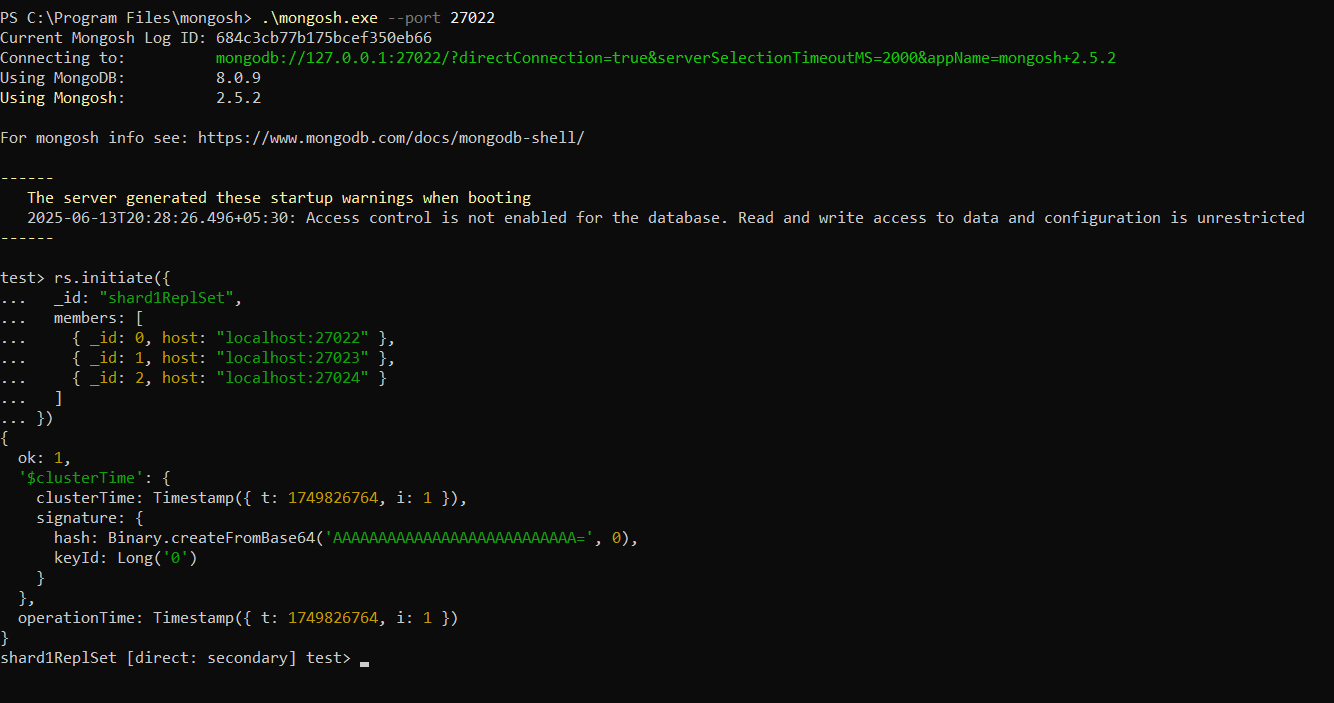 PS C:\Program Files\mongosh> .\mongosh.exe --port 27022
Current Mongosh Log ID: 684c3cb77b175bcef350eb66
Connecting to:          mongodb://127.0.0.1:27022/?directConnection=true&serverSelectionTimeoutMS=2000&appName=mongosh+2.5.2
Using MongoDB:          8.0.9
Using Mongosh:          2.5.2
For mongosh info see: https://www.mongodb.com/docs/mongodb-shell/
------
   The server generated these startup warnings when booting
   2025-06-13T20:28:26.496+05:30: Access control is not enabled for the database. Read and write access to data and configuration is unrestricted
------
test> rs.initiate({
...   _id: "shard1ReplSet",
...   members: [
...     { _id: 0, host: "localhost:27022" },
...     { _id: 1, host: "localhost:27023" },
...     { _id: 2, host: "localhost:27024" }
...   ]
... })
{
  ok: 1,
  '$clusterTime': {
    clusterTime: Timestamp({ t: 1749826764, i: 1 }),
    signature: {
      hash: Binary.createFromBase64('AAAAAAAAAAAAAAAAAAAAAAAAAAA=', 0),
      keyId: Long('0')
    }
  },
  operationTime: Timestamp({ t: 1749826764, i: 1 })
}
shard1ReplSet [direct: secondary] test>